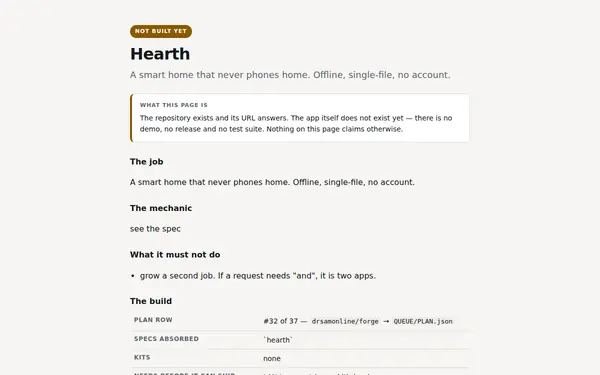 NOT BUILT YET
Hearth
A smart home that never phones home. Offline, single-file, no account.
WHAT THIS PAGE IS
The repository exists and its URL answers. The app itself does not exist yet — there is no
demo, no release and no test suite. Nothing on this page claims otherwise.
The job
A smart home that never phones home. Offline, single-file, no account.
The mechanic
see the spec
What it must not do
• grow a second job. If a request needs "and", it is two apps.
The build
PLAN ROW #32 of 37 — drsamonline/forge → QUEUE/PLAN.json
SPECS ABSORBED `hearth`
KITS none